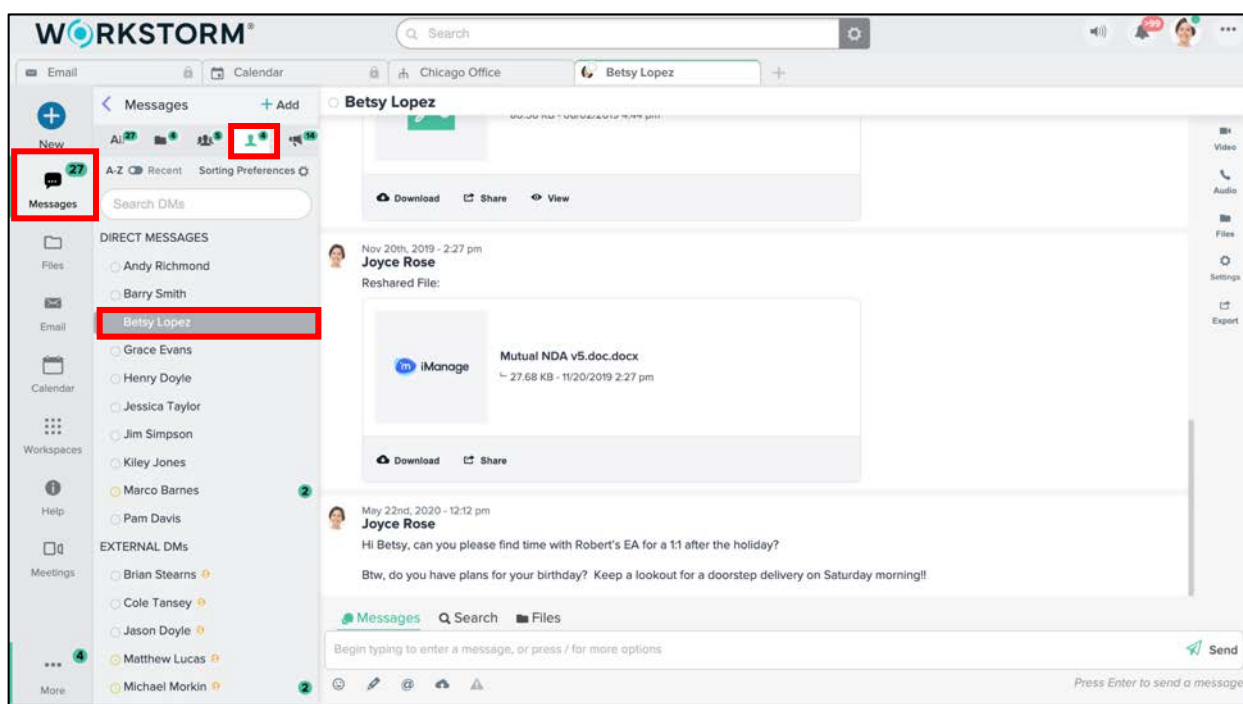 WORKSTORM®
Search
>99
Email
Calendar
Chicago Office
Betsy Lopez
New
27
Messages
Files
Email
Calendar
Workspaces
Help
Meetings
4
More
Messages
+ Add
All 27 4 5 4 14
A-Z Recent Sorting Preferences
Search DMs
DIRECT MESSAGES
Andy Richmond
Barry Smith
Betsy Lopez
Grace Evans
Henry Doyle
Jessica Taylor
Jim Simpson
Kiley Jones
Marco Barnes 2
Pam Davis
EXTERNAL DMs
Brian Stearns
Cole Tansey
Jason Doyle
Matthew Lucas
Michael Morkin 2
Betsy Lopez
Download Share View
Nov 20th, 2019 - 2:27 pm
Joyce Rose
Reshared File:
iManage
Mutual NDA v5.doc.docx
27.68 KB - 11/20/2019 2:27 pm
Download Share
May 22nd, 2020 - 12:12 pm
Joyce Rose
Hi Betsy, can you please find time with Robert's EA for a 1:1 after the holiday?
Btw, do you have plans for your birthday? Keep a lookout for a doorstep delivery on Saturday morning!!
Messages Search Files
Begin typing to enter a message, or press / for more options
Send
Press Enter to send a message
Video
Audio
Files
Settings
Export